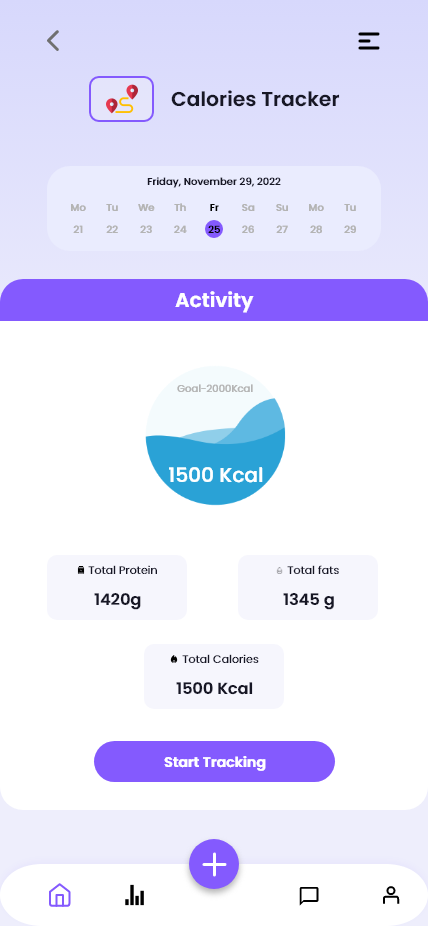 Calories Tracker
Friday, November 29, 2022
Mo Tu We Th Fr Sa Su Mo Tu
21 22 23 24 25 26 27 28 29
Activity
Goal-2000Kcal
1500 Kcal
Total Protein Total fats
1420g 1345 g
Total Calories
1500 Kcal
Start Tracking